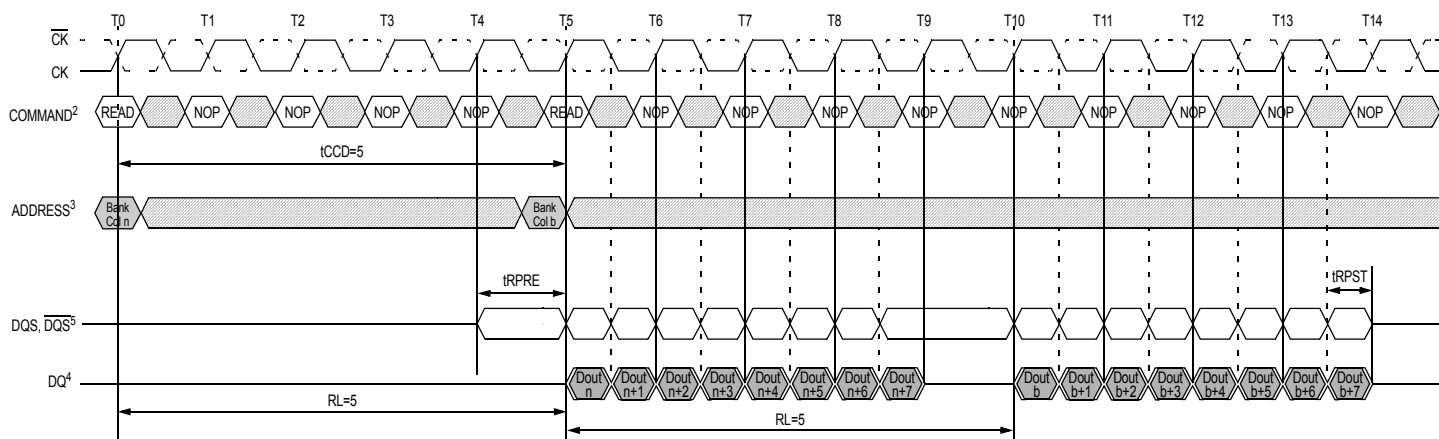 T0 T1 T2 T3 T4 T5 T6 T7 T8 T9 T10 T11 T12 T13 T14
CK
CK
COMMAND2 READ NOP NOP NOP NOP READ NOP NOP NOP NOP NOP NOP NOP NOP NOP
tCCD=5
ADDRESS3 Bank Col n Bank Col b
tRPRE tRPST
DQS, DQS5
DQ4 Dout n Dout n+1 Dout n+2 Dout n+3 Dout n+4 Dout n+5 Dout n+6 Dout n+7 Dout b Dout b+1 Dout b+2 Dout b+3 Dout b+4 Dout b+5 Dout b+6 Dout b+7
RL=5 RL=5